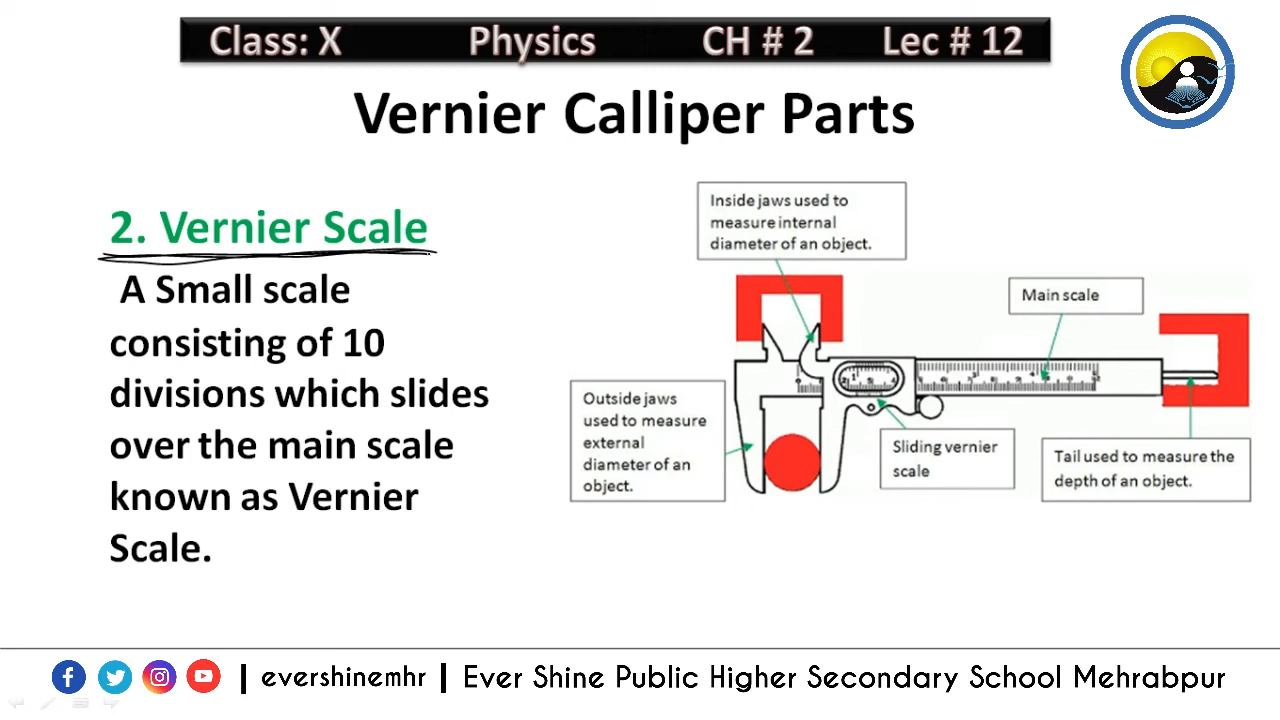 Class: X Physics CH # 2 Lec # 12
Vernier Calliper Parts
2. Vernier Scale
A Small scale
consisting of 10
divisions which slides
over the main scale
known as Vernier
Scale.
Inside jaws used to
measure internal
diameter of an object.
Main scale
Outside jaws
used to measure
external
diameter of an
object.
Sliding vernier
scale
Tail used to measure the
depth of an object.
| evershinemhr | Ever Shine Public Higher Secondary School Mehrabpur